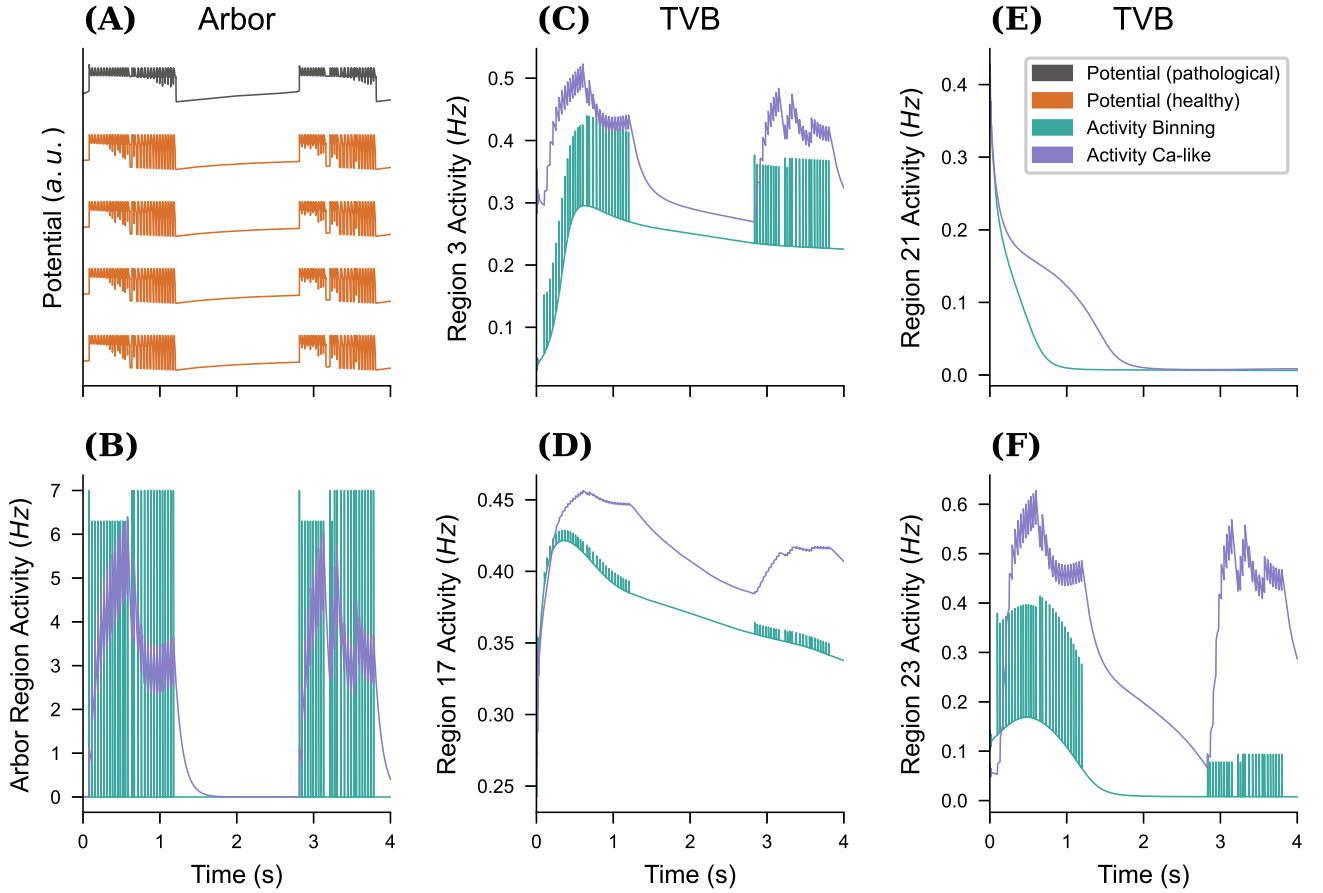 (A) Arbor
Potential (a. u.)
(B)
Arbor Region Activity (Hz)
7
6
5
4
3
2
1
0
0 1 2 3 4
Time (s)
(C) TVB
Region 3 Activity (Hz)
0.5
0.4
0.3
0.2
0.1
(D)
Region 17 Activity (Hz)
0.45
0.40
0.35
0.30
0.25
0 1 2 3 4
Time (s)
(E) TVB
Region 21 Activity (Hz)
0.4
0.3
0.2
0.1
0.0
Potential (pathological)
Potential (healthy)
Activity Binning
Activity Ca-like
(F)
Region 23 Activity (Hz)
0.6
0.5
0.4
0.3
0.2
0.1
0.0
0 1 2 3 4
Time (s)